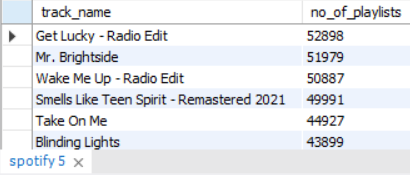 track_name no_of_playlists
Get Lucky - Radio Edit 52898
Mr. Brightside 51979
Wake Me Up - Radio Edit 50887
Smells Like Teen Spirit - Remastered 2021 49991
Take On Me 44927
Blinding Lights 43899
spotify 5 ×